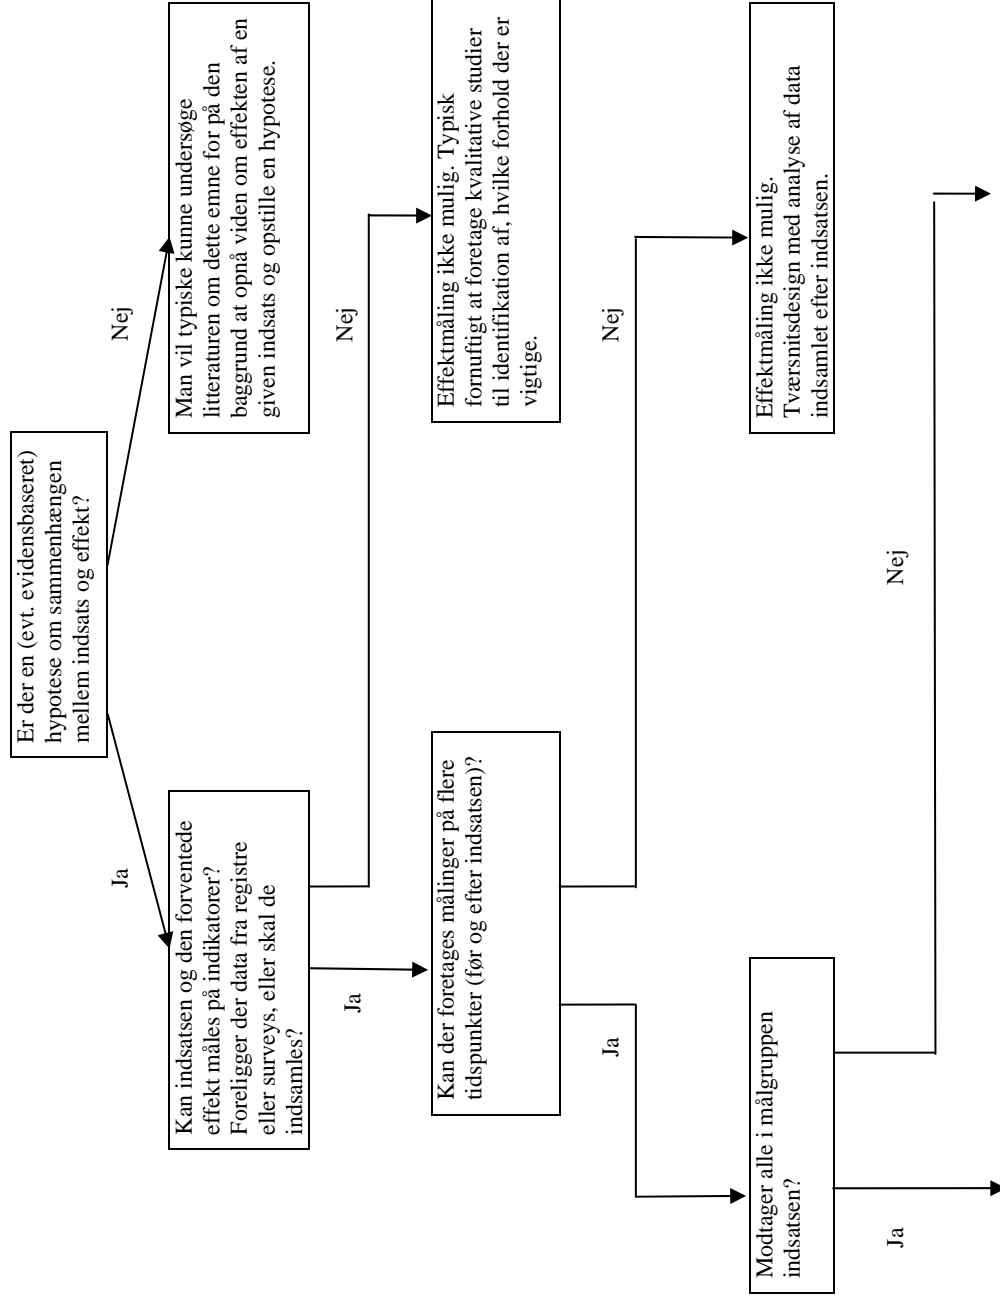 Er der en (evt. evidensbaseret)
hypotese om sammenhængen
mellem indsats og effekt?
Ja
Nej
Kan indsatsen og den forventede
effekt måles på indikatorer?
Foreligger der data fra registre
eller surveys, eller skal de
indsamles?
Man vil typiske kunne undersøge
litteraturen om dette emne for på den
baggrund at opnå viden om effekten af en
given indsats og opstille en hypotese.
Ja
Nej
Kan der foretages målinger på flere
tidspunkter (før og efter indsatsen)?
Effektmåling ikke mulig. Typisk
fornuftigt at foretage kvalitative studier
til identifikation af, hvilke forhold der er
vigtige.
Ja
Nej
Modtager alle i målgruppen
indsatsen?
Effektmåling ikke mulig.
Tværsnitsdesign med analyse af data
indsamlet efter indsatsen.
Ja
Nej